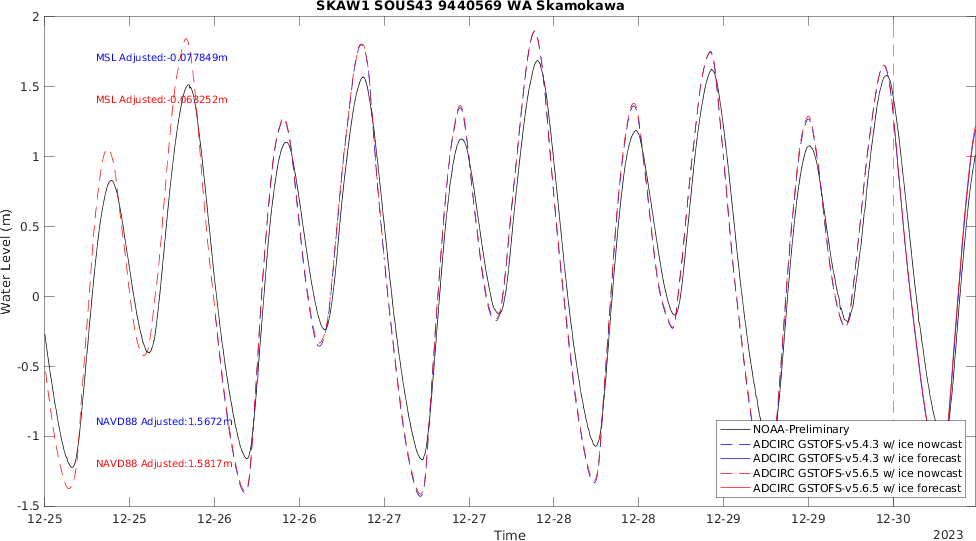 SKAW1 SOUS43 9440569 WA Skamokawa
2
1.5
1
0.5
0
-0.5
-1
-1.5
Water Level (m)
MSL Adjusted:-0.077849m
MSL Adjusted:-0.063252m
NAVD88 Adjusted:1.5672m
NAVD88 Adjusted:1.5817m
NOAA-Preliminary
ADCIRC GSTOFS-v5.4.3 w/ ice nowcast
ADCIRC GSTOFS-v5.4.3 w/ ice forecast
ADCIRC GSTOFS-v5.6.5 w/ ice nowcast
ADCIRC GSTOFS-v5.6.5 w/ ice forecast
12-25 12-25 12-26 12-26 12-27 12-27 12-28 12-28 12-29 12-29 12-30
Time
2023